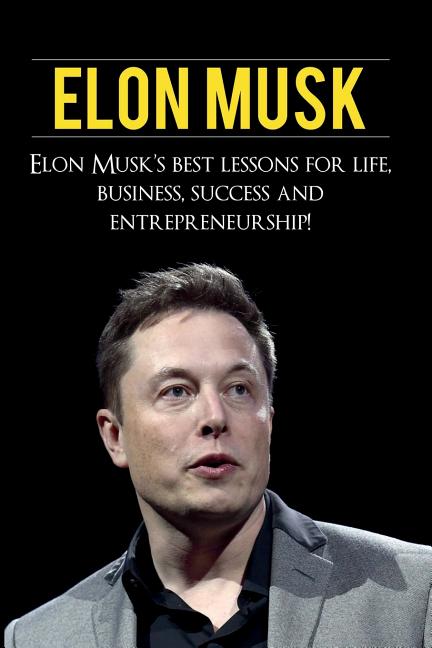 ELON MUSK
ELON MUSK'S BEST LESSONS FOR LIFE,
BUSINESS, SUCCESS AND
ENTREPRENEURSHIP!